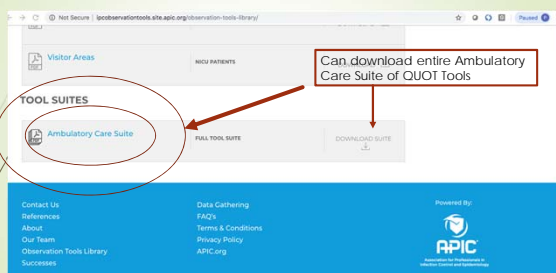 Not Secure | ipcobservationtools.site.apic.org/observation-tools-library/
Paused
Visitor Areas
NICU PATIENTS
Can download entire Ambulatory
Care Suite of QUOT Tools
TOOL SUITES
Ambulatory Care Suite
FULL TOOL SUITE
DOWNLOAD SUITE
Contact Us
References
About
Our Team
Observation Tools Library
Successes
Data Gathering
FAQ's
Terms & Conditions
Privacy Policy
APIC.org
Powered By:
APIC
Association for Professionals in
Infection Control and Epidemiology